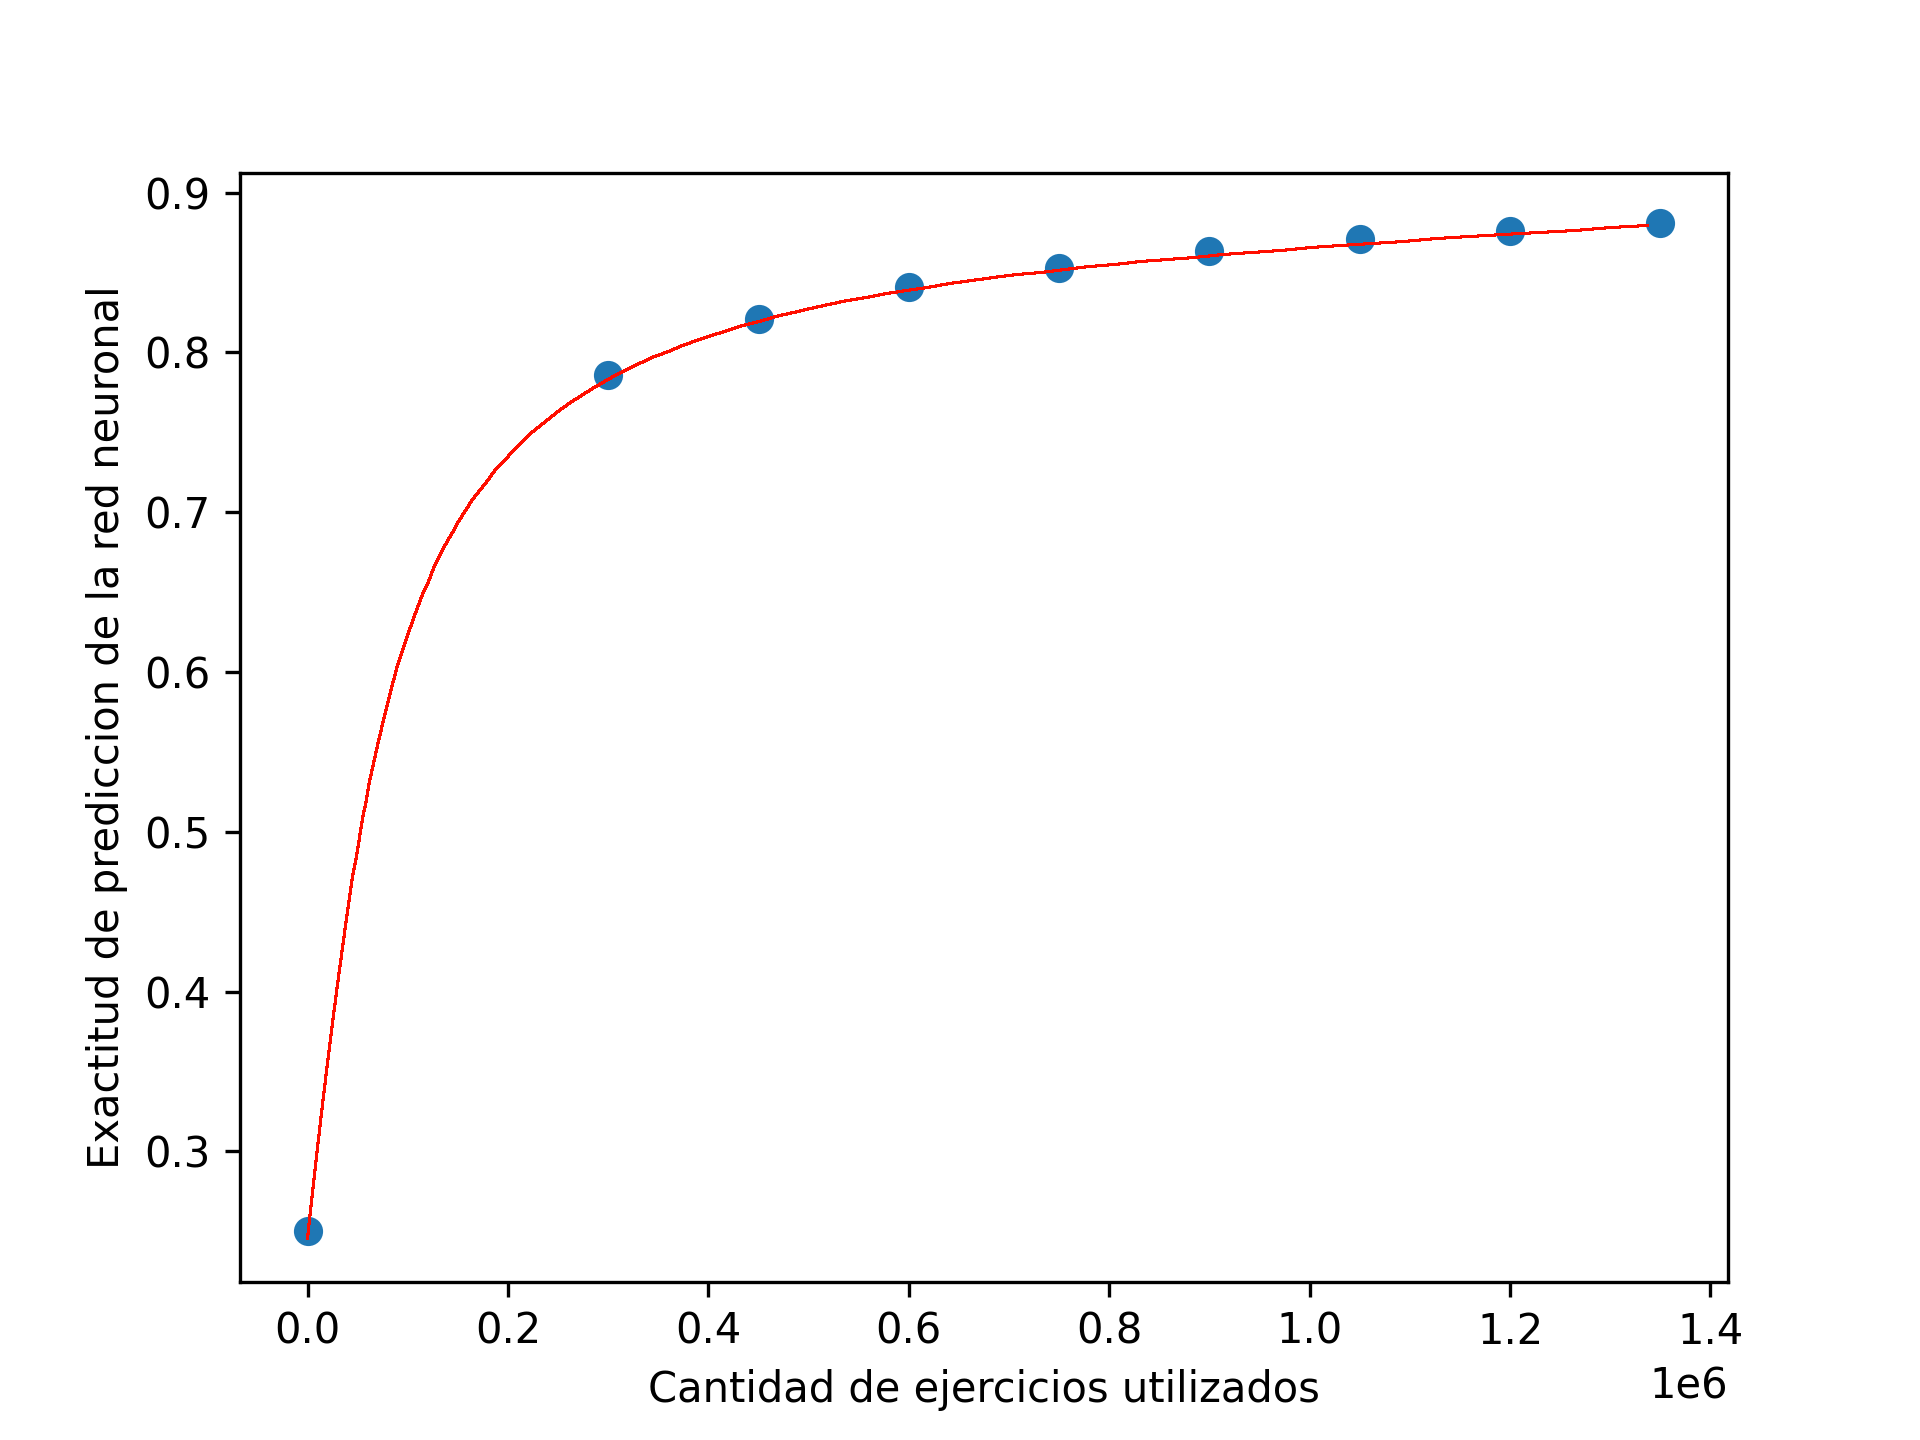 Exactitud de prediccion de la red neuronal
0.9
0.8
0.7
0.6
0.5
0.4
0.3
0.0 0.2 0.4 0.6 0.8 1.0 1.2 1.4
1e6
Cantidad de ejercicios utilizados